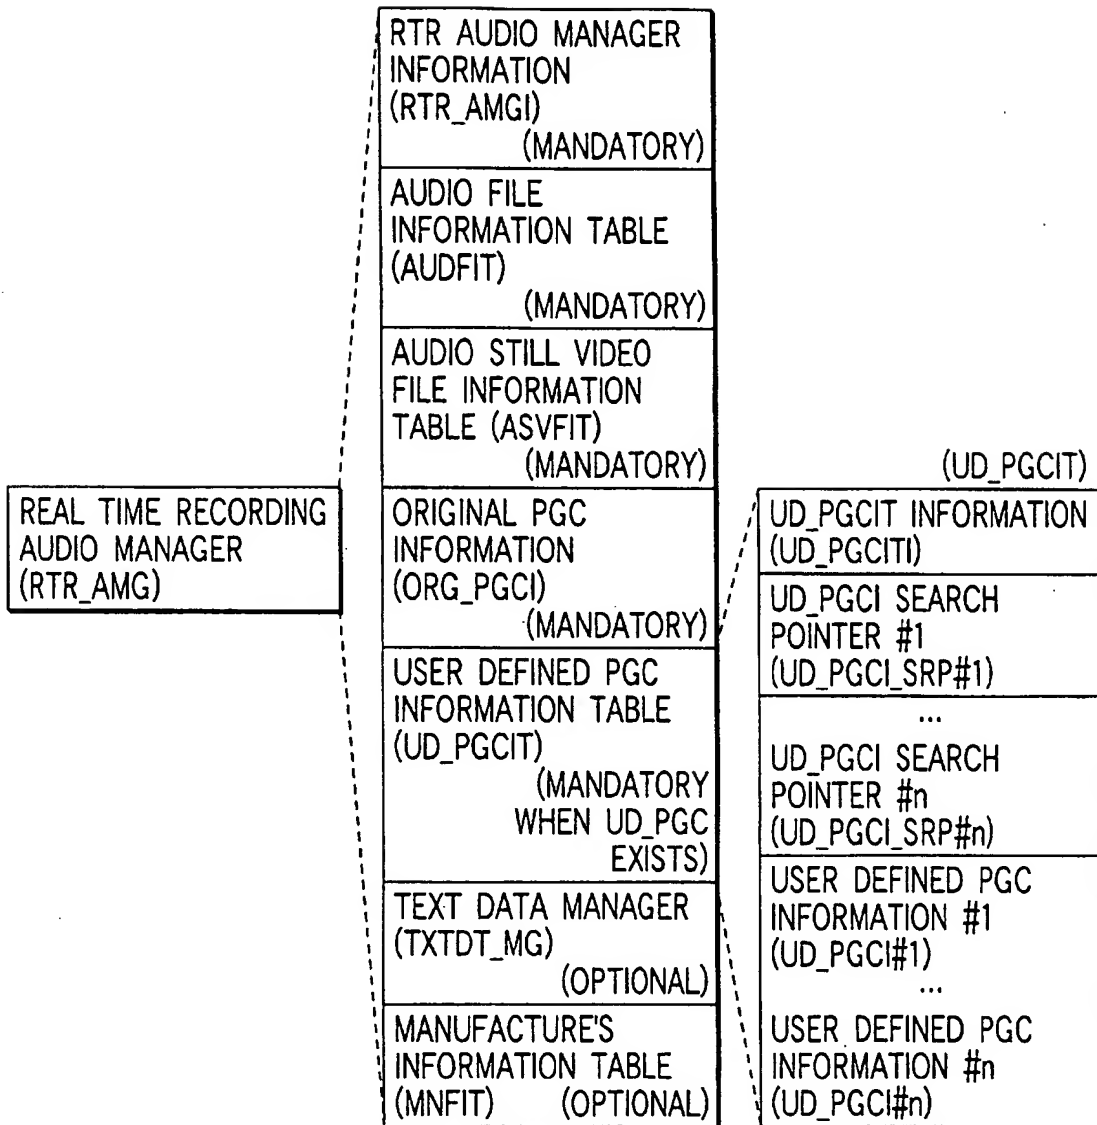 REAL TIME RECORDING
AUDIO MANAGER
(RTR_AMG)
RTR AUDIO MANAGER
INFORMATION
(RTR_AMGI)
(MANDATORY)
AUDIO FILE
INFORMATION TABLE
(AUDFIT)
(MANDATORY)
AUDIO STILL VIDEO
FILE INFORMATION
TABLE (ASVFIT)
(MANDATORY)
ORIGINAL PGC
INFORMATION
(ORG_PGCI)
(MANDATORY)
USER DEFINED PGC
INFORMATION TABLE
(UD_PGCIT)
(MANDATORY
WHEN UD_PGC
EXISTS)
TEXT DATA MANAGER
(TXTDT_MG)
(OPTIONAL)
MANUFACTURE'S
INFORMATION TABLE
(MNFIT) (OPTIONAL)
(UD_PGCIT)
UD_PGCIT INFORMATION
(UD_PGCITI)
UD_PGCI SEARCH
POINTER #1
(UD_PGCI_SRP#1)
...
UD_PGCI SEARCH
POINTER #n
(UD_PGCI_SRP#n)
USER DEFINED PGC
INFORMATION #1
(UD_PGCI#1)
...
USER DEFINED PGC
INFORMATION #n
(UD_PGCI#n)